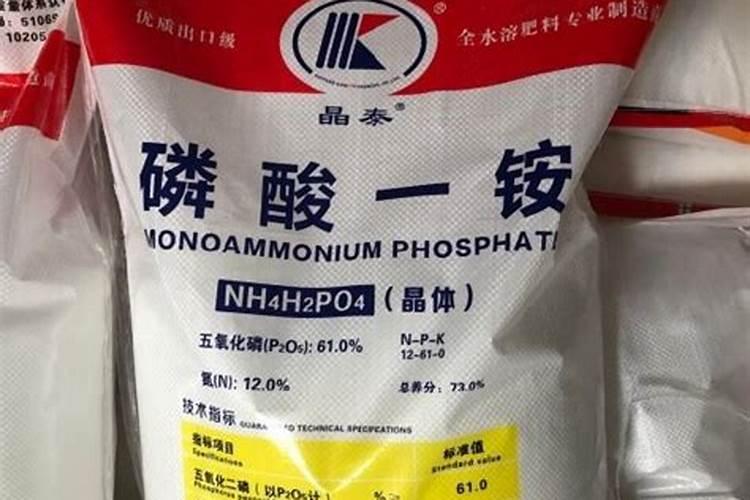 优质出口级
全水溶肥料专业制造商
晶泰®
磷酸一铵
MONOAMMONIUM PHOSPHATE
NH4H2PO4 (晶体)
五氧化磷(P2O5): 61.0%
N-P-K
12-61-0
氮(N): 12.0%
总养分: 73.0%
技术指标 GUARANTEED TECHNICAL SPECIFICATIONS
指标项目
Specifications
标准值
Standard value
五氧化二磷(以P2O5计)
%
61.0